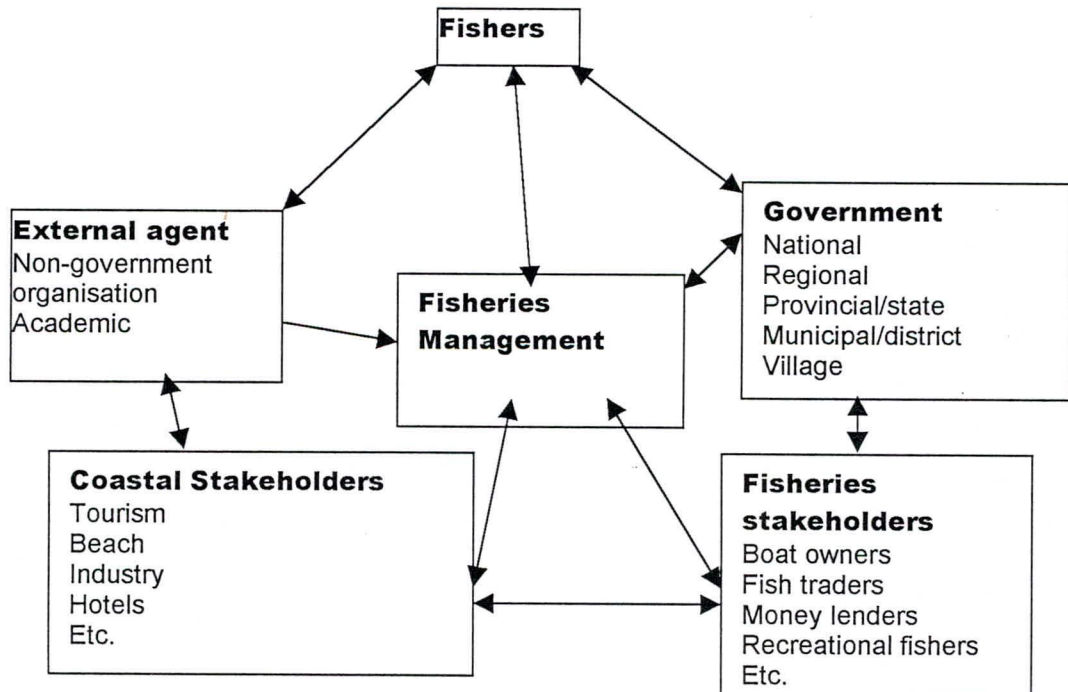 Fishers
External agent
Non-government
organisation
Academic
Fisheries
Management
Government
National
Regional
Provincial/state
Municipal/district
Village
Coastal Stakeholders
Tourism
Beach
Industry
Hotels
Etc.
Fisheries
stakeholders
Boat owners
Fish traders
Money lenders
Recreational fishers
Etc.